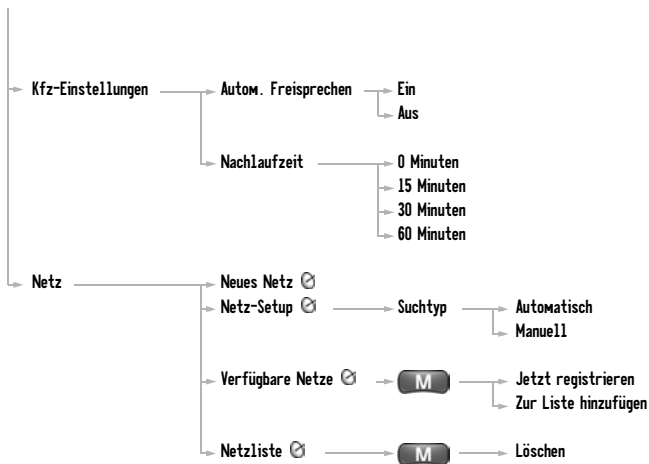 Kfz-Einstellungen Autom. Freisprechen Ein
Aus
Nachlaufzeit 0 Minuten
15 Minuten
30 Minuten
60 Minuten
Netz Neues Netz
Netz-Setup Suchtyp Automatisch
Manuell
Verfügbare Netze M Jetzt registrieren
Zur Liste hinzufügen
Netzliste M Löschen